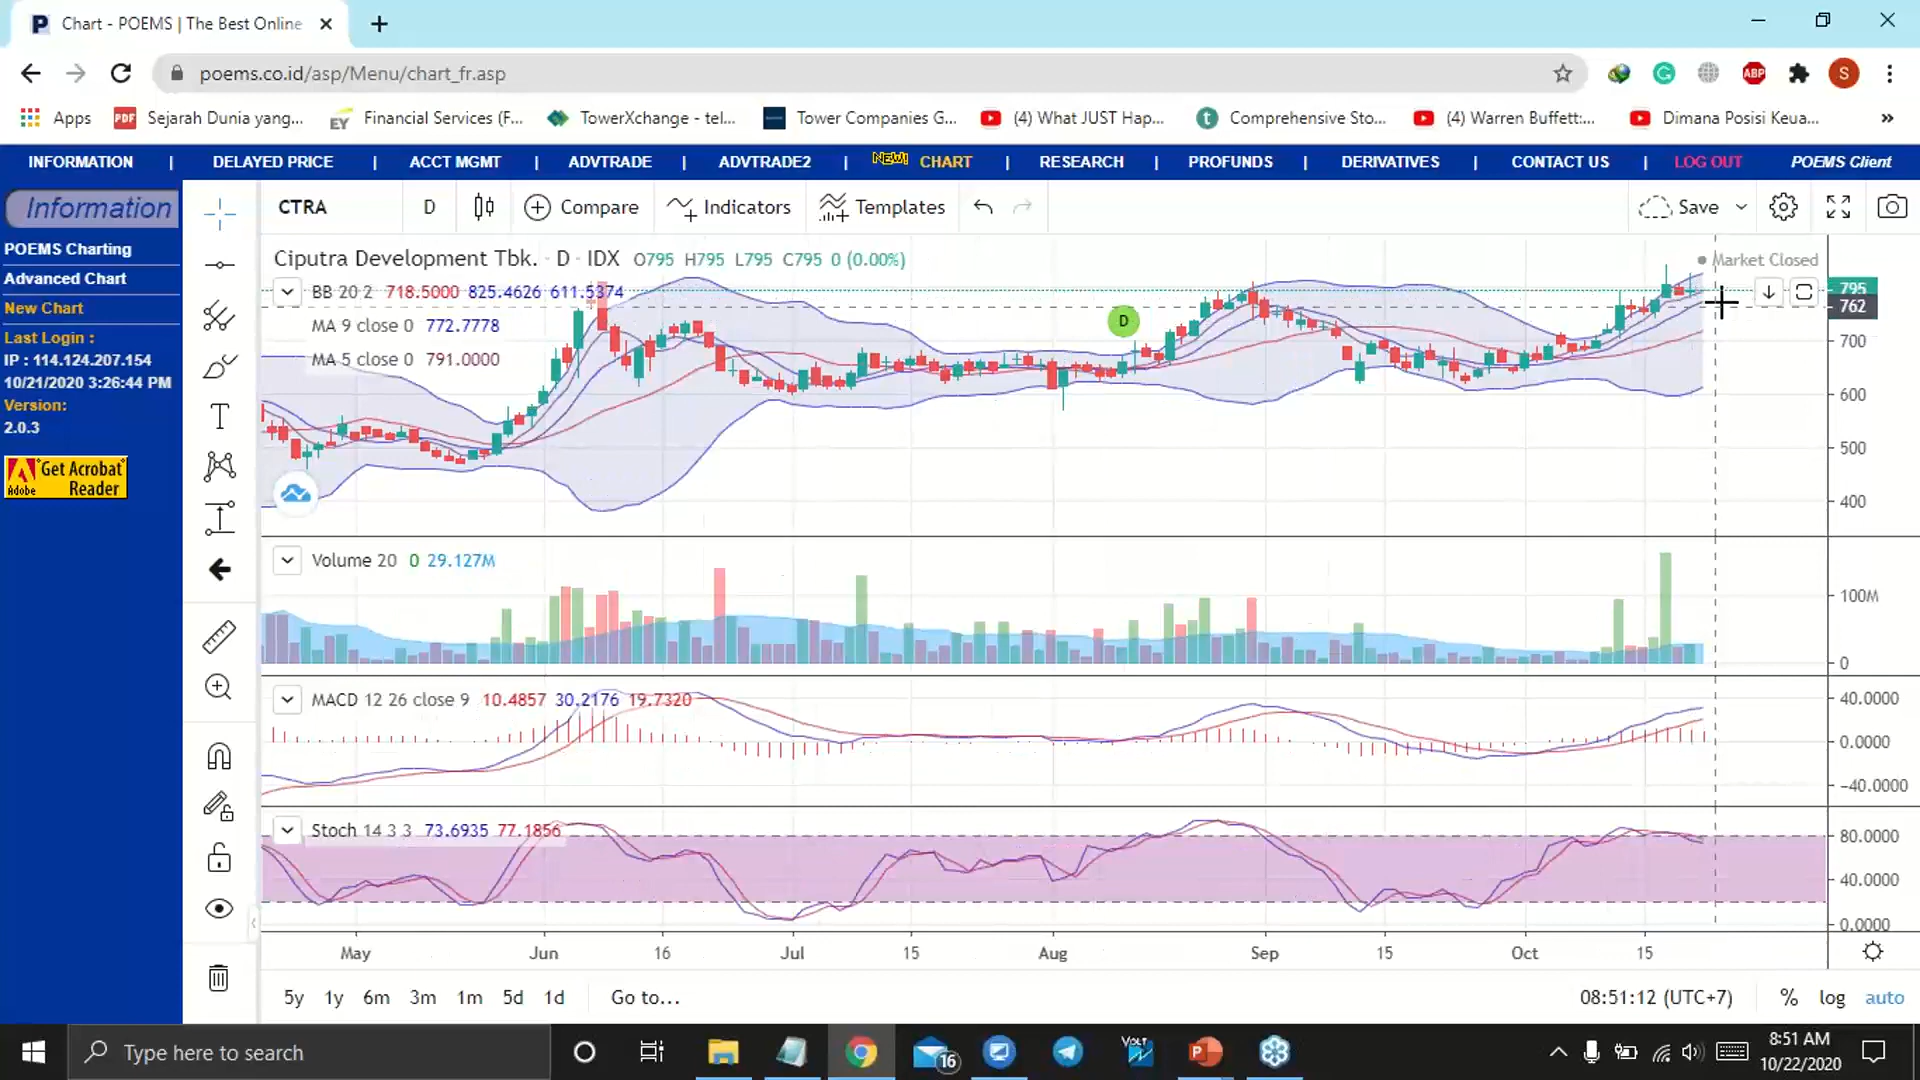 Chart - POEMS | The Best Online
poems.co.id/asp/Menu/chart_fr.asp
ABP
S
Apps
PDF Sejarah Dunia yang...
EY Financial Services (F...
TowerXchange - tel...
Tower Companies G...
(4) What JUST Hap...
Comprehensive Sto...
(4) Warren Buffett:...
Dimana Posisi Keua...
»
INFORMATION | DELAYED PRICE | ACCT MGMT | ADVTRADE | ADVTRADE2 | NEW! CHART | RESEARCH | PROFUNDS | DERIVATIVES | CONTACT US | LOG OUT POEMS Client
Information
POEMS Charting
Advanced Chart
New Chart
Last Login :
IP : 114.124.207.154
10/21/2020 3:26:44 PM
Version:
2.0.3
Get Acrobat
Adobe Reader
CTRA D Compare Indicators Templates Save
Ciputra Development Tbk. · D · IDX O795 H795 L795 C795 0 (0.00%)
Market Closed
BB 20 2 718.5000 825.4626 611.5374
MA 9 close 0 772.7778
MA 5 close 0 791.0000
D
795
762
700
600
500
400
Volume 20 0 29.127M
100M
0
MACD 12 26 close 9 10.4857 30.2176 19.7320
40.0000
0.0000
−40.0000
Stoch 14 3 3 73.6935 77.1856
80.0000
40.0000
0.0000
May Jun 16 Jul 15 Aug Sep 15 Oct 15
5y 1y 6m 3m 1m 5d 1d Go to... 08:51:12 (UTC+7) % log auto
Type here to search
16
VOLT
8:51 AM
10/22/2020